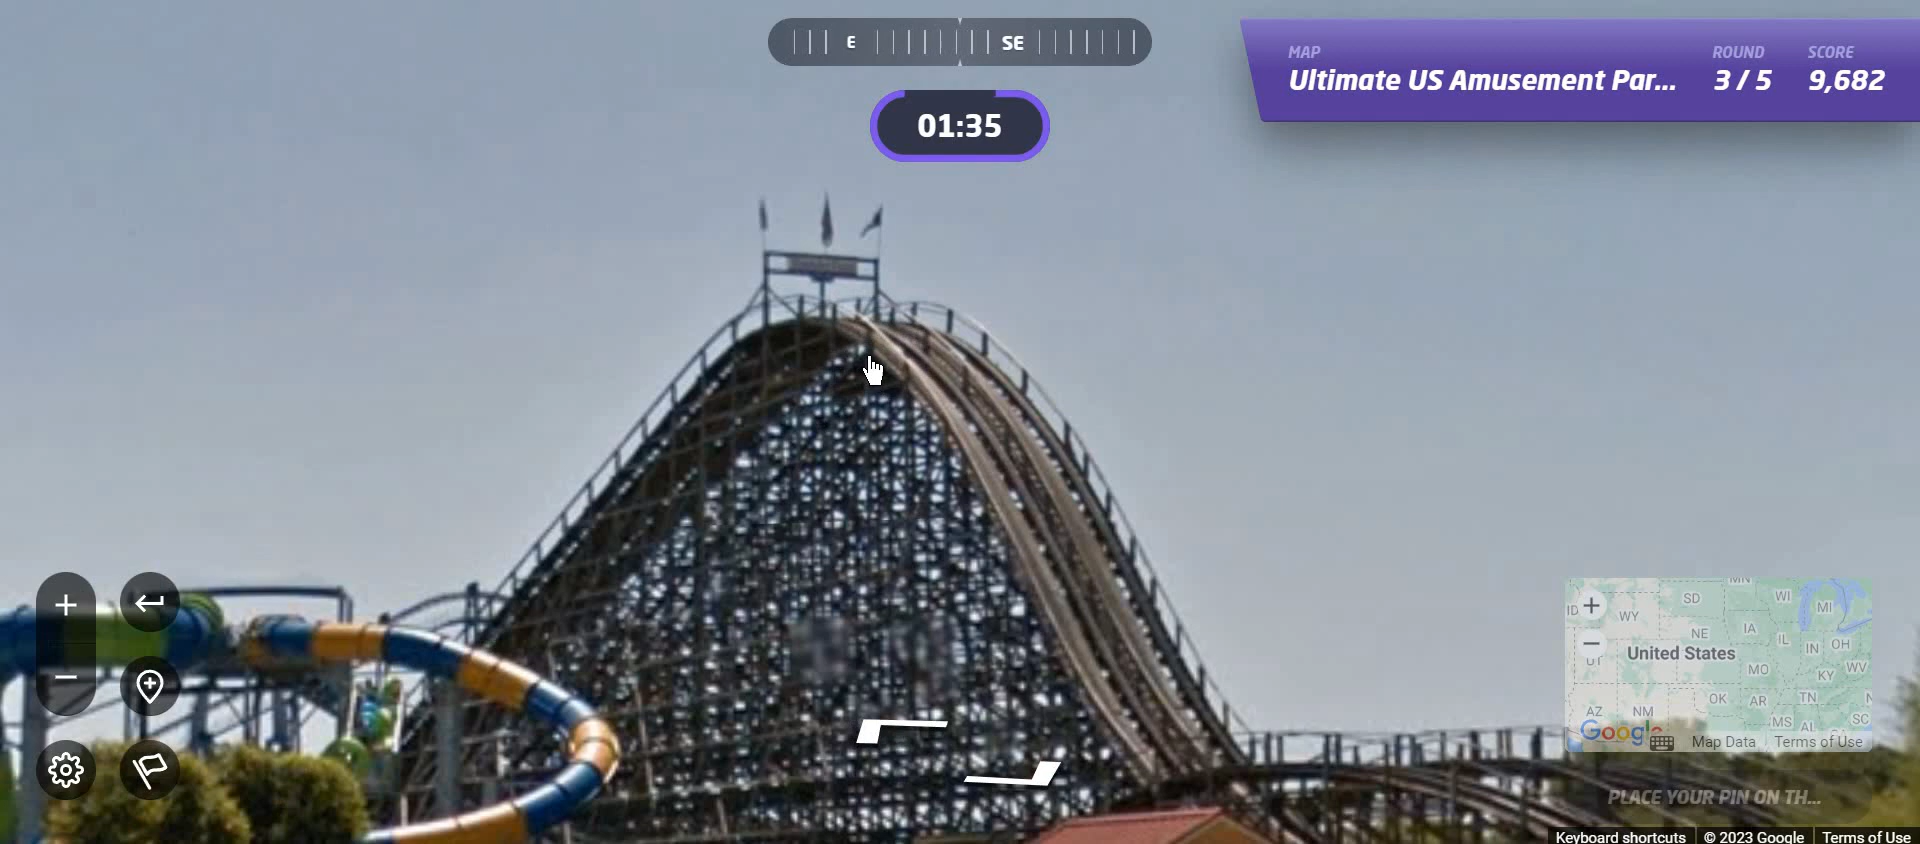 E SE
MAP ROUND SCORE
Ultimate US Amusement Par... 3 / 5 9,682
01:35
MN
ID SD WI MI
WY
NE IA IL IN OH
UT United States MO WV
KY
OK AR TN
AZ NM MS AL SC
Google
Map Data Terms of Use
PLACE YOUR PIN ON TH...
Keyboard shortcuts © 2023 Google Terms of Use